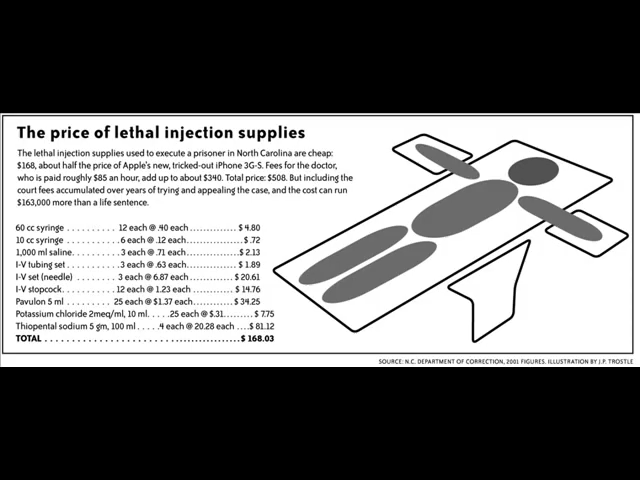 The price of lethal injection supplies
The lethal injection supplies used to execute a prisoner in North Carolina are cheap:
$168, about half the price of Apple's new, tricked-out iPhone 3G-S. Fees for the doctor,
who is paid roughly $85 an hour, add up to about $340. Total price: $508. But including the
court fees accumulated over years of trying and appealing the case, and the cost can run
$163,000 more than a life sentence.
60 cc syringe . . . . . . . . . . 12 each @ .40 each . . . . . . . . . . . . . $ 4.80
10 cc syringe . . . . . . . . . . 6 each @ .12 each . . . . . . . . . . . . . . $ .72
1,000 ml saline. . . . . . . . . 3 each @ .71 each . . . . . . . . . . . . . . $ 2.13
I-V tubing set . . . . . . . . . . 3 each @ .63 each . . . . . . . . . . . . . . $ 1.89
I-V set (needle) . . . . . . . . 3 each @ 6.87 each . . . . . . . . . . . . . $ 20.61
I-V stopcock. . . . . . . . . . . 12 each @ 1.23 each . . . . . . . . . . . . $ 14.76
Pavulon 5 ml . . . . . . . . . . 25 each @ $1.37 each . . . . . . . . . . . $ 34.25
Potassium chloride 2meq/ml, 10 ml. . . . .25 each @ $.31. . . . . . . . . $ 7.75
Thiopental sodium 5 gm, 100 ml . . . . .4 each @ 20.28 each . . . .$ 81.12
TOTAL . . . . . . . . . . . . . . . . . . . . . . . . . . . . . . . . . . . . . . . . . . . $ 168.03
SOURCE: N.C. DEPARTMENT OF CORRECTION, 2001 FIGURES. ILLUSTRATION BY J.P. TROSTLE